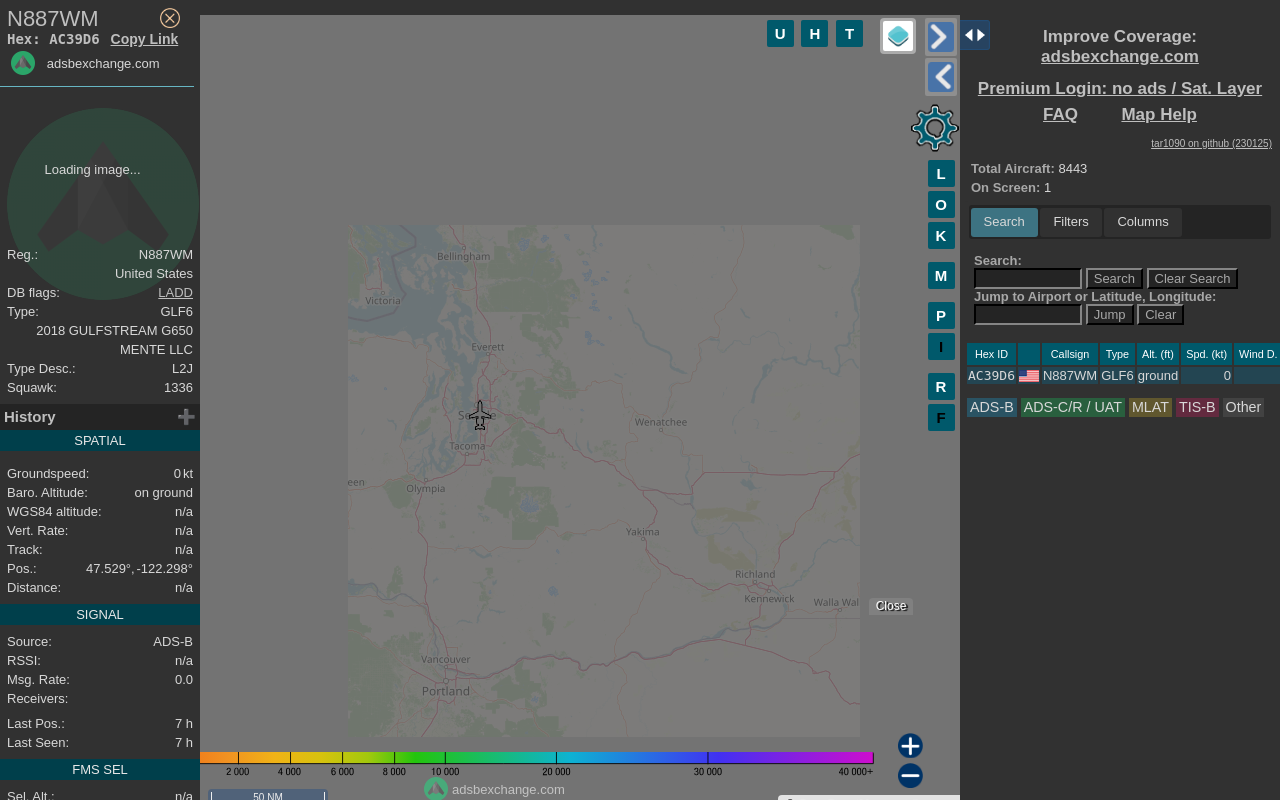 N887WM
Hex: AC39D6 Copy Link
adsbexchange.com
Loading image...
Reg.: N887WM
United States
DB flags: LADD
Type: GLF6
2018 GULFSTREAM G650
MENTE LLC
Type Desc.: L2J
Squawk: 1336
History
SPATIAL
Groundspeed: 0 kt
Baro. Altitude: on ground
WGS84 altitude: n/a
Vert. Rate: n/a
Track: n/a
Pos.: 47.529°, -122.298°
Distance: n/a
SIGNAL
Source: ADS-B
RSSI: n/a
Msg. Rate: 0.0
Receivers:
Last Pos.: 7 h
Last Seen: 7 h
FMS SEL
Sel. Alt.: n/a
U H T
L
O
K
M
P
I
R
F
Bellingham
Victoria
Everett
Wenatchee
Tacoma
een
Olympia
Yakima
Richland
Kennewick
Walla Wal
Vancouver
Portland
Close
2 000 4 000 6 000 8 000 10 000 20 000 30 000 40 000+
adsbexchange.com
50 NM
Improve Coverage:
adsbexchange.com
Premium Login: no ads / Sat. Layer
FAQ Map Help
tar1090 on github (230125)
Total Aircraft: 8443
On Screen: 1
Search Filters Columns
Search:
Search Clear Search
Jump to Airport or Latitude, Longitude:
Jump Clear
Hex ID Callsign Type Alt. (ft) Spd. (kt) Wind D.
AC39D6 N887WM GLF6 ground 0
ADS-B ADS-C/R / UAT MLAT TIS-B Other